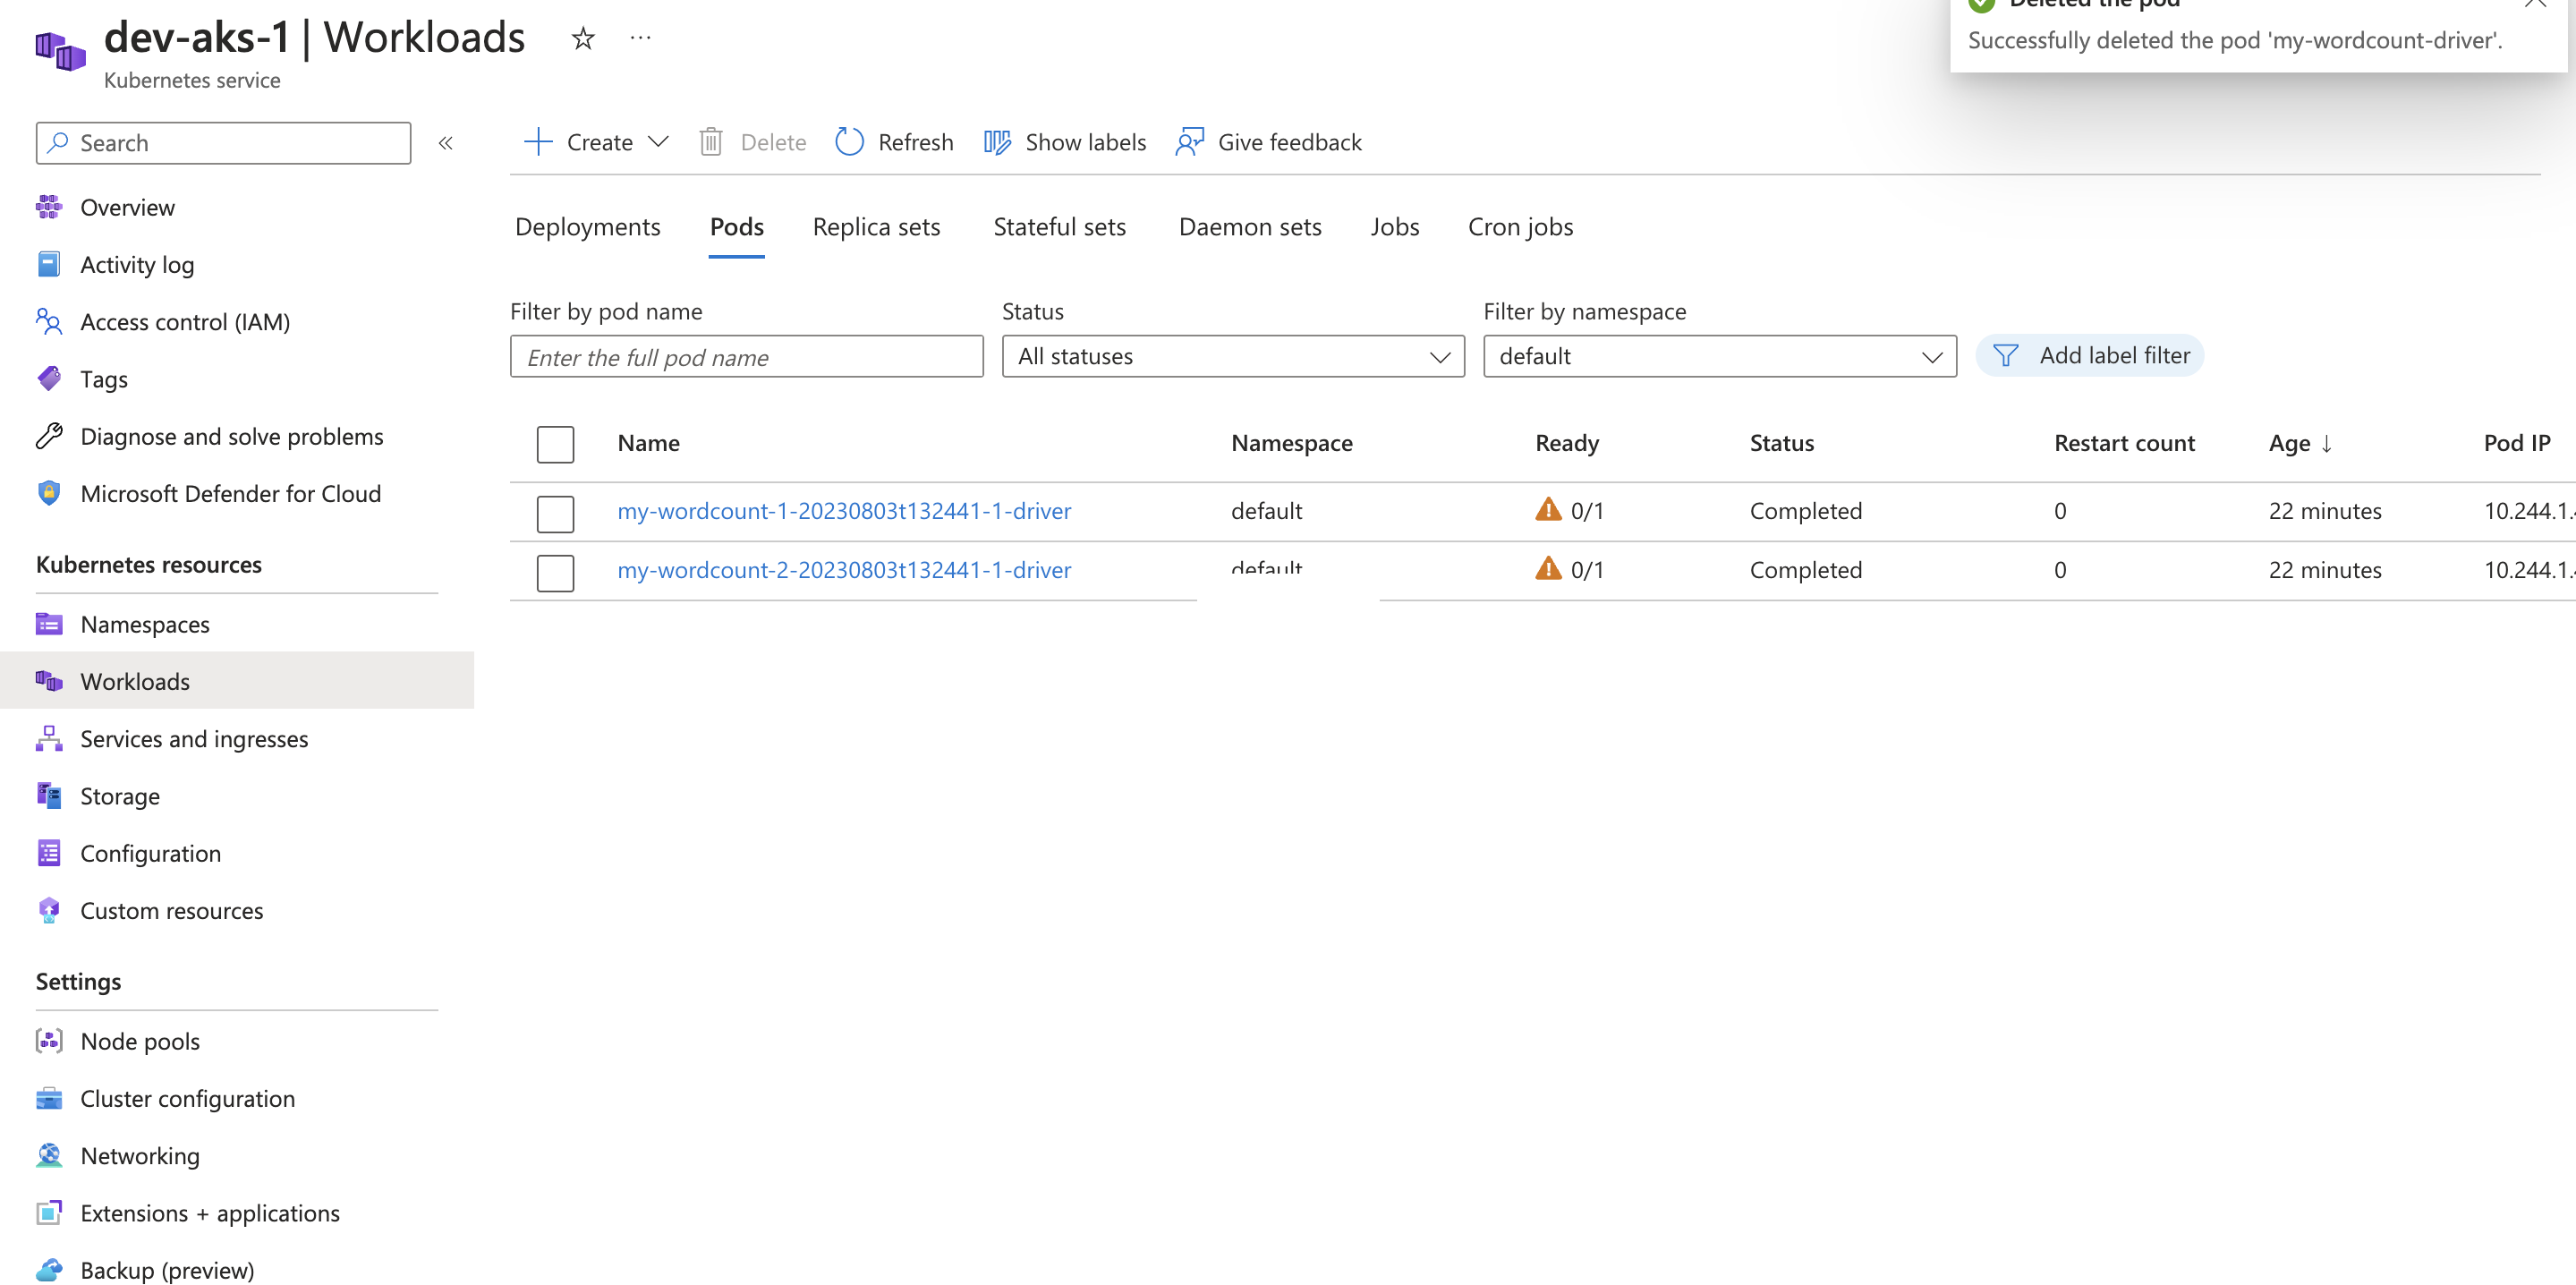 dev-aks-1 | Workloads
Kubernetes service
Deleted the pod
Successfully deleted the pod 'my-wordcount-driver'.
Search
Create Delete Refresh Show labels Give feedback
Overview
Activity log
Access control (IAM)
Tags
Diagnose and solve problems
Microsoft Defender for Cloud
Kubernetes resources
Namespaces
Workloads
Services and ingresses
Storage
Configuration
Custom resources
Settings
Node pools
Cluster configuration
Networking
Extensions + applications
Backup (preview)
Deployments Pods Replica sets Stateful sets Daemon sets Jobs Cron jobs
Filter by pod name Status Filter by namespace
Enter the full pod name All statuses default Add label filter
Name Namespace Ready Status Restart count Age ↓ Pod IP
my-wordcount-1-20230803t132441-1-driver default 0/1 Completed 0 22 minutes 10.244.1.
my-wordcount-2-20230803t132441-1-driver default 0/1 Completed 0 22 minutes 10.244.1.